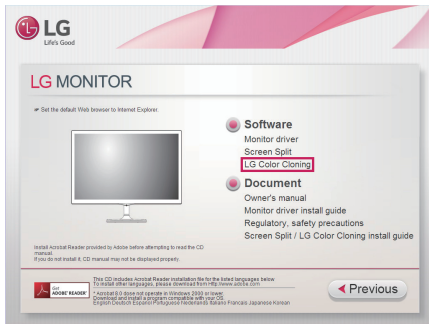 LG
Life's Good
LG MONITOR
☞ Set the default Web browser to Internet Explorer.
Software
Monitor driver
Screen Split
LG Color Cloning
Document
Owner's manual
Monitor driver install guide
Regulatory, safety precautions
Screen Split / LG Color Cloning install guide
Install Acrobat Reader provided by Adobe before attempting to read the CD
manual.
If you do not install it, CD manual may not be displayed properly.
Get
ADOBE® READER®
This CD includes Acrobat Reader installation file for the listed languages below
To install other languages, please download from Http://www.adobe.com
* Acrobat 8.0 dose not operate in Windows 2000 or lower.
Download and install a program compatible with your OS.
English Deutsch Español Portuguese Nederlands Italiano Francais Japanese Korean
Previous